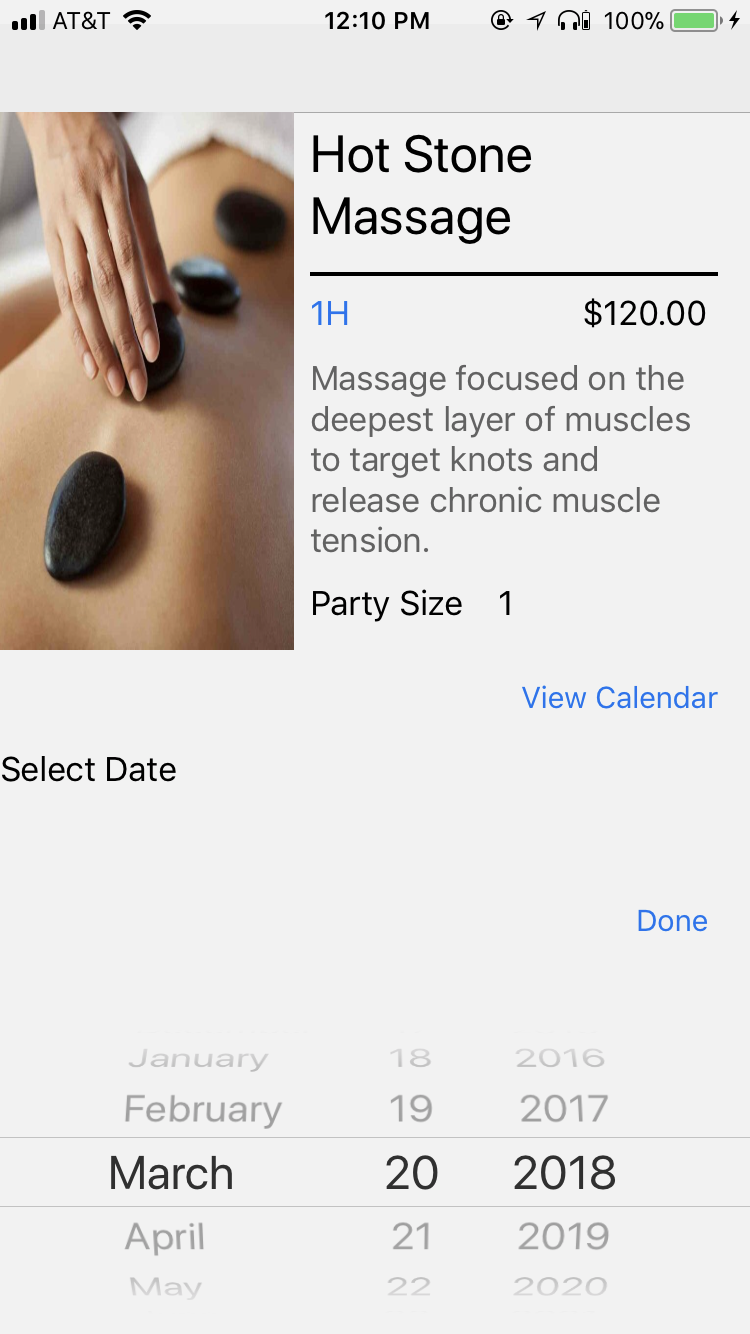 AT&T 12:10 PM 100%
Hot Stone
Massage
1H $120.00
Massage focused on the
deepest layer of muscles
to target knots and
release chronic muscle
tension.
Party Size 1
View Calendar
Select Date
Done
January 18 2016
February 19 2017
March 20 2018
April 21 2019
May 22 2020